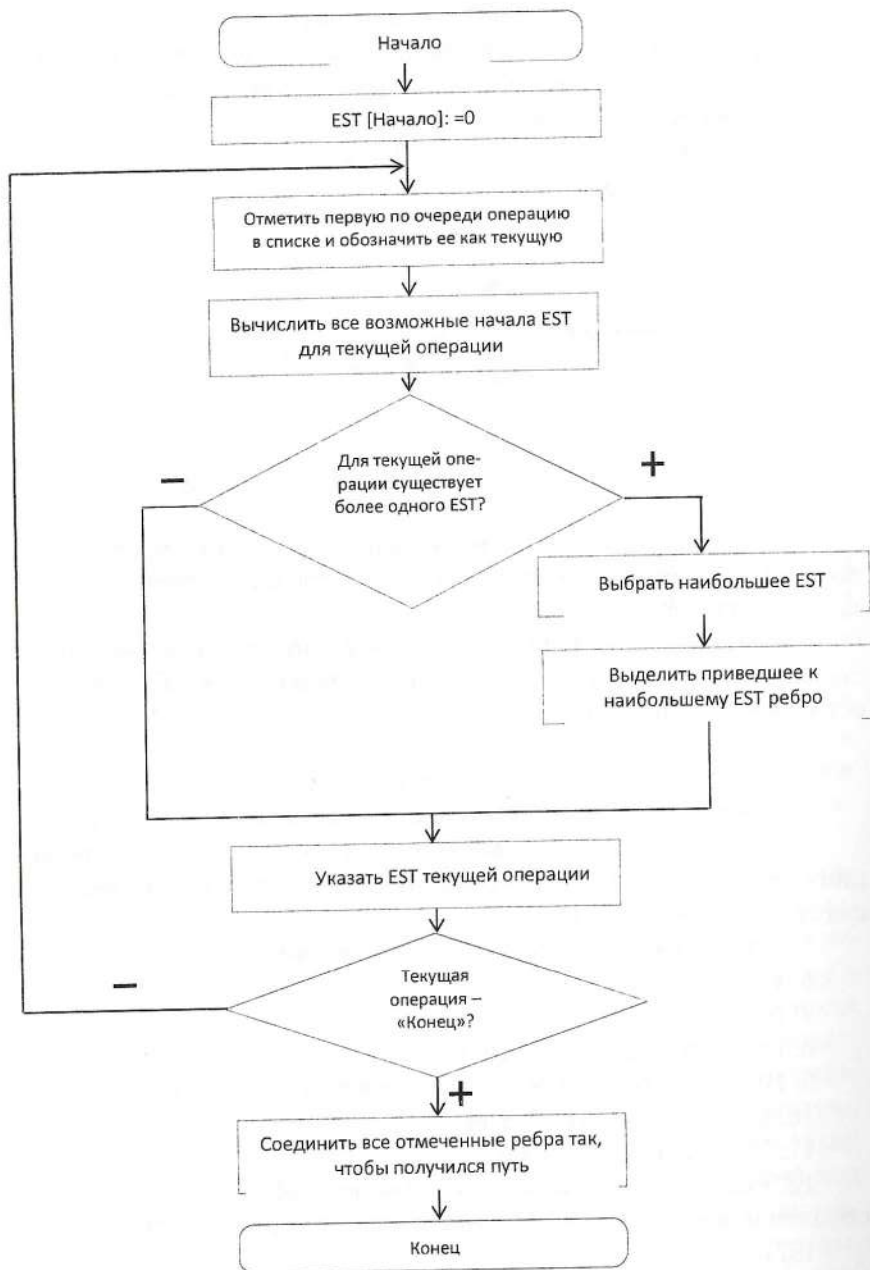 Начало
EST [Начало]: =0
Отметить первую по очереди операцию
в списке и обозначить ее как текущую
Вычислить все возможные начала EST
для текущей операции
Для текущей опе-
рации существует
более одного EST?
–
+
Выбрать наибольшее EST
Выделить приведшее к
наибольшему EST ребро
Указать EST текущей операции
Текущая
операция –
«Конец»?
–
+
Соединить все отмеченные ребра так,
чтобы получился путь
Конец